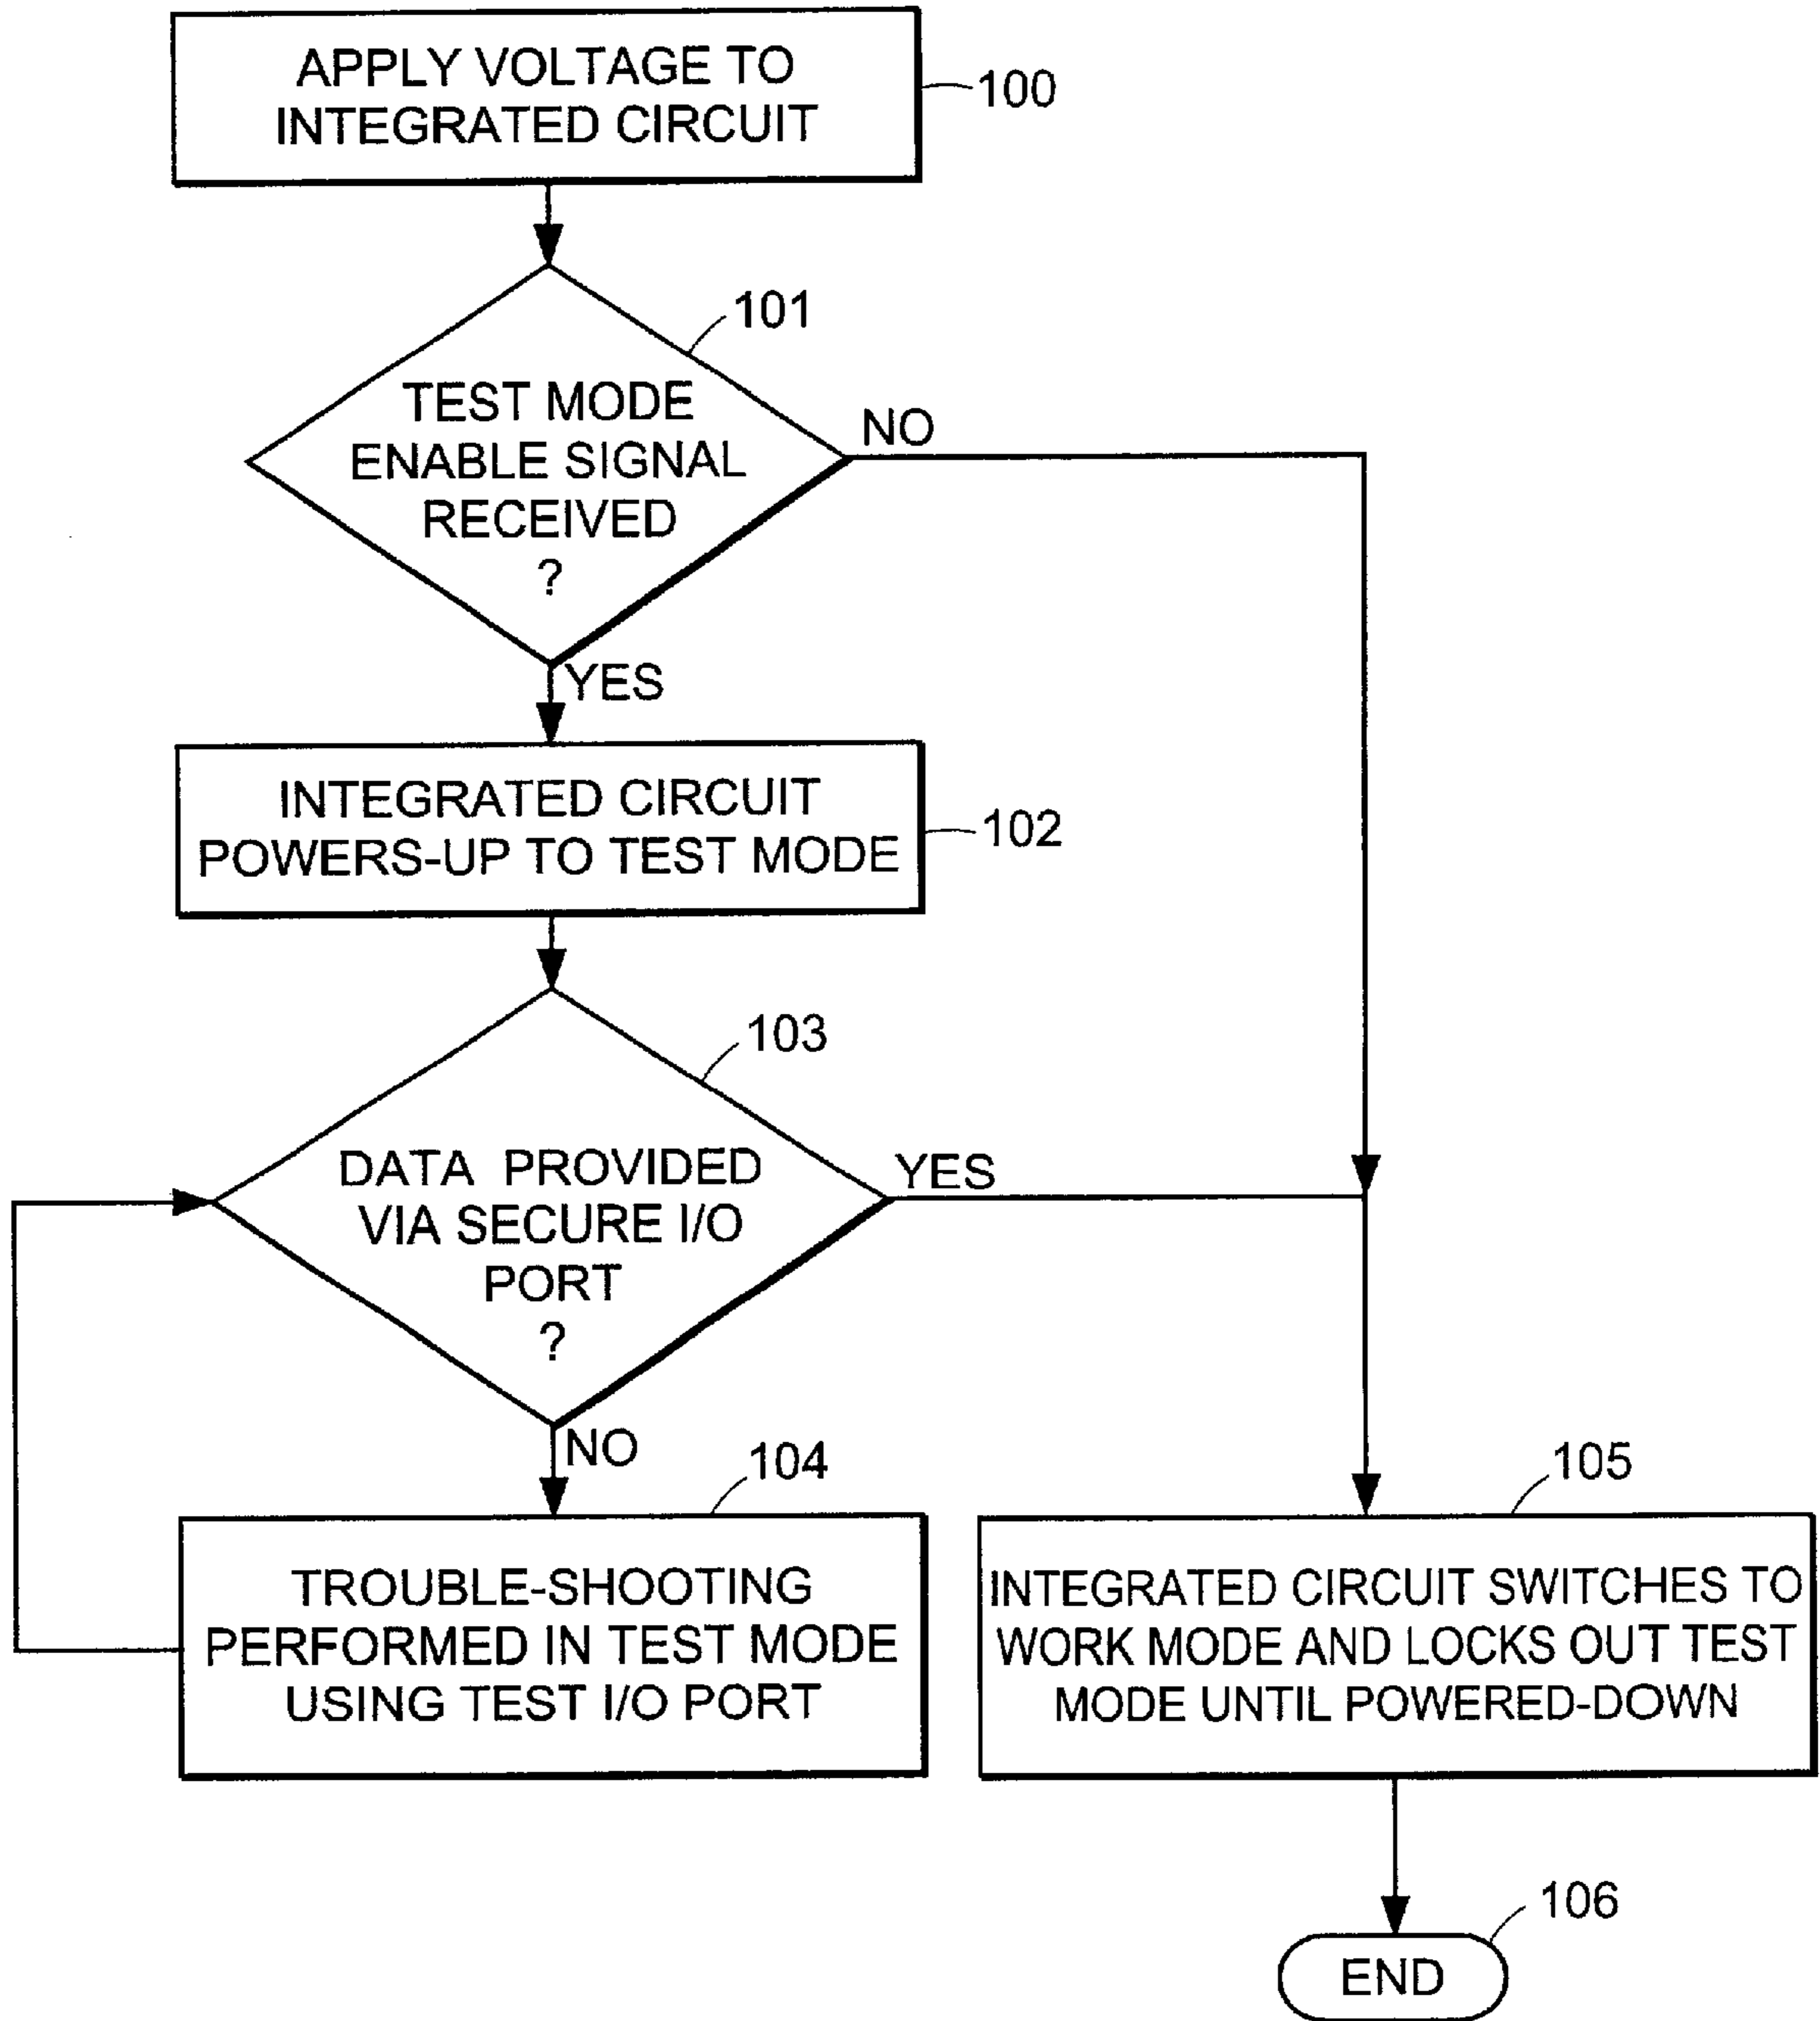 APPLY VOLTAGE TO
INTEGRATED CIRCUIT
100
101
TEST MODE
ENABLE SIGNAL
RECEIVED
?
NO
YES
INTEGRATED CIRCUIT
POWERS-UP TO TEST MODE
102
103
DATA PROVIDED
VIA SECURE I/O
PORT
?
YES
NO
104
TROUBLE-SHOOTING
PERFORMED IN TEST MODE
USING TEST I/O PORT
105
INTEGRATED CIRCUIT SWITCHES TO
WORK MODE AND LOCKS OUT TEST
MODE UNTIL POWERED-DOWN
106
END